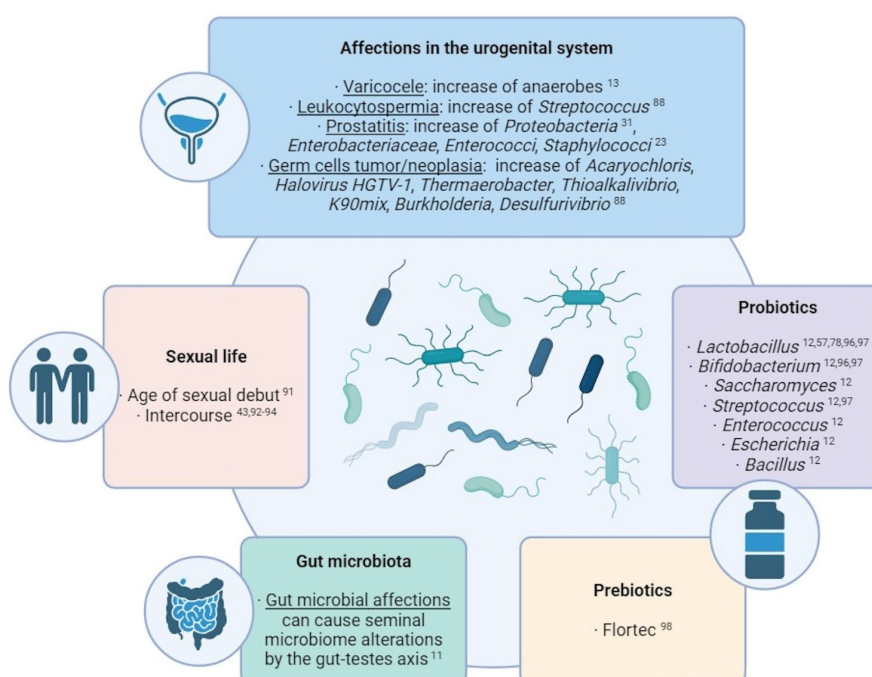 Affections in the urogenital system
· Varicocele: increase of anaerobes 13
· Leukocytospermia: increase of Streptococcus 88
· Prostatitis: increase of Proteobacteria 31,
Enterobacteriaceae, Enterococci, Staphylococci 23
· Germ cells tumor/neoplasia: increase of Acaryochloris,
Halovirus HGTV-1, Thermaerobacter, Thioalkalivibrio,
K90mix, Burkholderia, Desulfurivibrio 88
Sexual life
· Age of sexual debut 91
· Intercourse 43,92-94
Probiotics
· Lactobacillus 12,57,78,96,97
· Bifidobacterium 12,96,97
· Saccharomyces 12
· Streptococcus 12,97
· Enterococcus 12
· Escherichia 12
· Bacillus 12
Gut microbiota
· Gut microbial affections
can cause seminal
microbiome alterations
by the gut-testes axis 11
Prebiotics
· Flortec 98